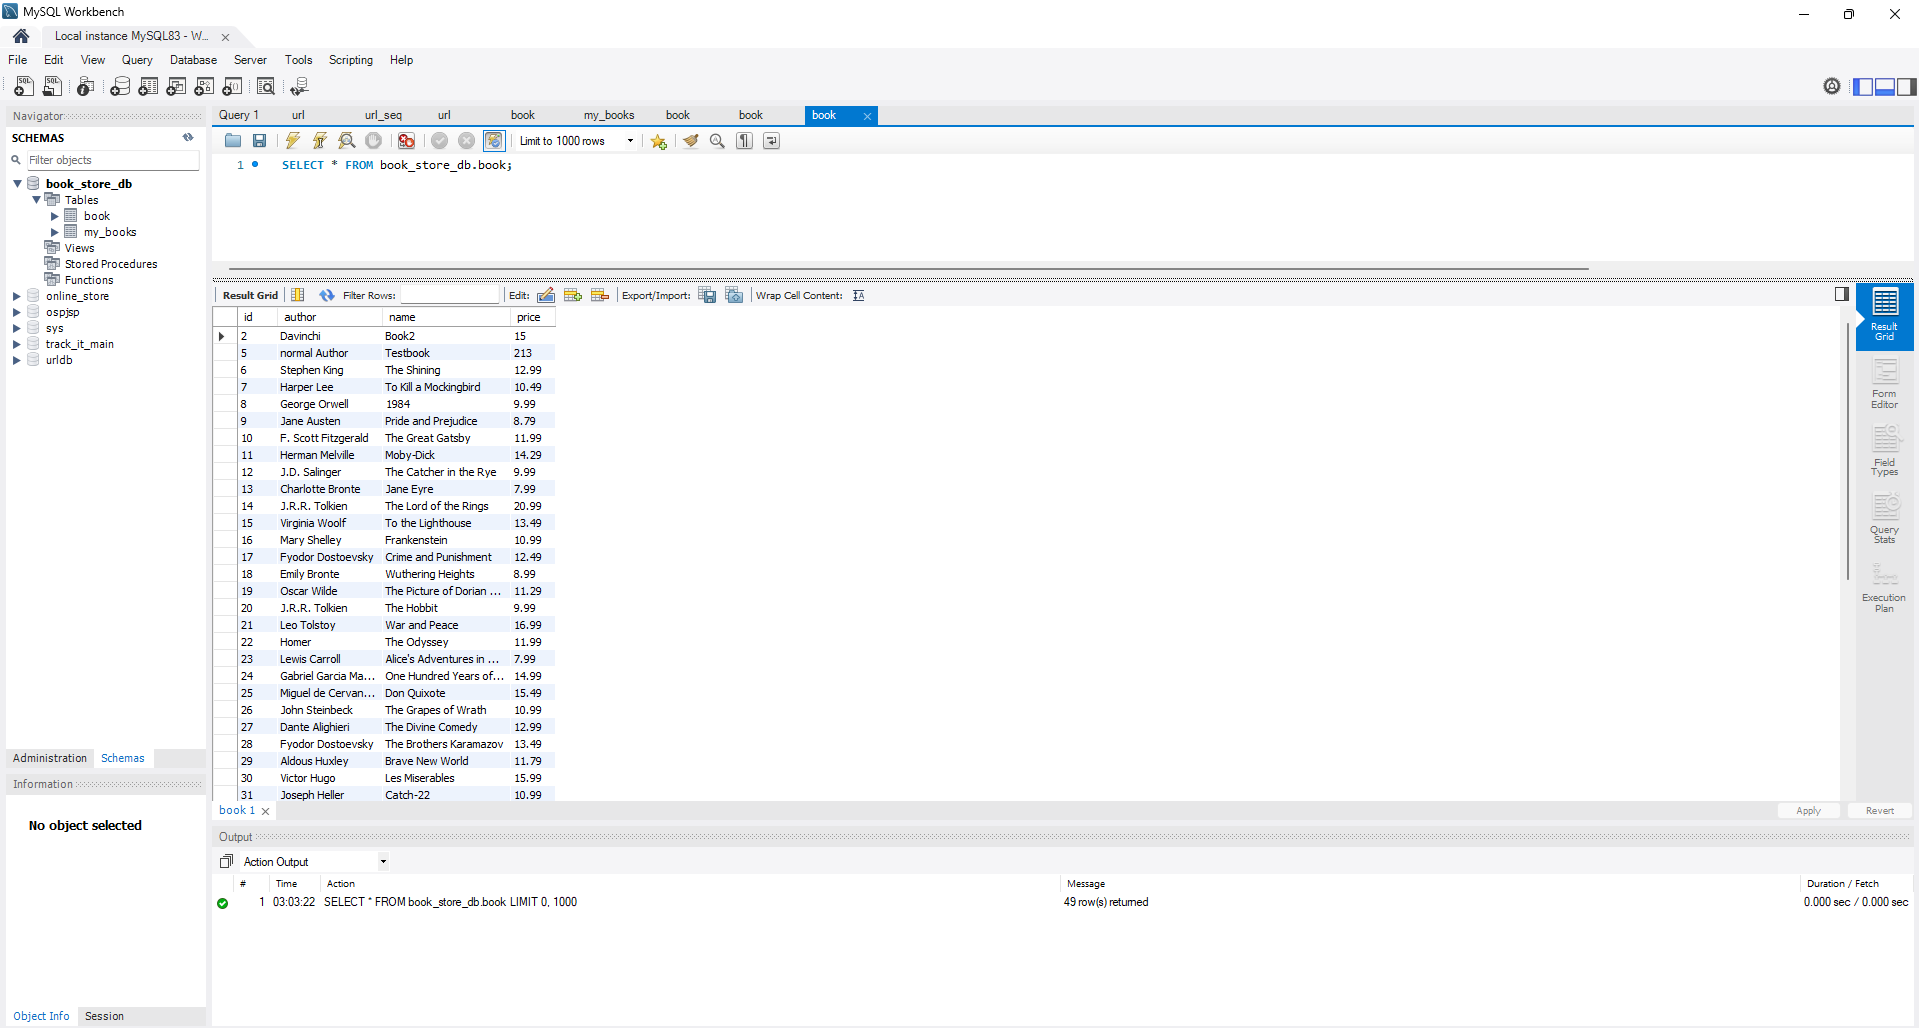 MySQL Workbench
Local instance MySQL83 - W...
File Edit View Query Database Server Tools Scripting Help
Navigator
SCHEMAS
Filter objects
book_store_db
Tables
book
my_books
Views
Stored Procedures
Functions
online_store
ospjsp
sys
track_it_main
urldb
Administration Schemas
Information
No object selected
Object Info Session
Query 1 url url_seq url book my_books book book book
Limit to 1000 rows
1 SELECT * FROM book_store_db.book;
Result Grid Filter Rows: Edit: Export/Import: Wrap Cell Content:
id author name price
2 Davinchi Book2 15
5 normal Author Testbook 213
6 Stephen King The Shining 12.99
7 Harper Lee To Kill a Mockingbird 10.49
8 George Orwell 1984 9.99
9 Jane Austen Pride and Prejudice 8.79
10 F. Scott Fitzgerald The Great Gatsby 11.99
11 Herman Melville Moby-Dick 14.29
12 J.D. Salinger The Catcher in the Rye 9.99
13 Charlotte Bronte Jane Eyre 7.99
14 J.R.R. Tolkien The Lord of the Rings 20.99
15 Virginia Woolf To the Lighthouse 13.49
16 Mary Shelley Frankenstein 10.99
17 Fyodor Dostoevsky Crime and Punishment 12.49
18 Emily Bronte Wuthering Heights 8.99
19 Oscar Wilde The Picture of Dorian ... 11.29
20 J.R.R. Tolkien The Hobbit 9.99
21 Leo Tolstoy War and Peace 16.99
22 Homer The Odyssey 11.99
23 Lewis Carroll Alice's Adventures in ... 7.99
24 Gabriel Garcia Ma... One Hundred Years of... 14.99
25 Miguel de Cervan... Don Quixote 15.49
26 John Steinbeck The Grapes of Wrath 10.99
27 Dante Alighieri The Divine Comedy 12.99
28 Fyodor Dostoevsky The Brothers Karamazov 13.49
29 Aldous Huxley Brave New World 11.79
30 Victor Hugo Les Miserables 15.99
31 Joseph Heller Catch-22 10.99
Result
Grid
Form
Editor
Field
Types
Query
Stats
Execution
Plan
book 1 Apply Revert
Output
Action Output
# Time Action Message Duration / Fetch
1 03:03:22 SELECT * FROM book_store_db.book LIMIT 0, 1000 49 row(s) returned 0.000 sec / 0.000 sec